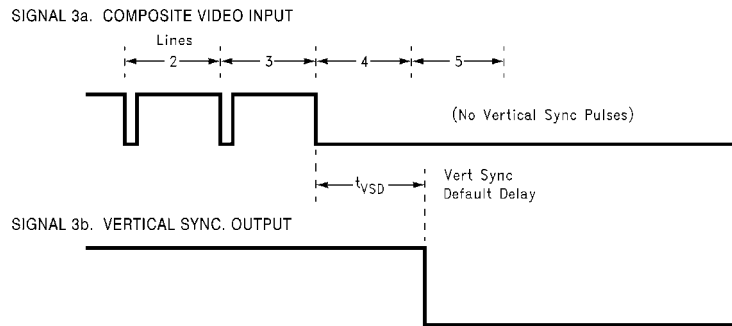 SIGNAL 3a. COMPOSITE VIDEO INPUT
Lines
2 3 4 5
(No Vertical Sync Pulses)
tVSD
Vert Sync
Default Delay
SIGNAL 3b. VERTICAL SYNC. OUTPUT